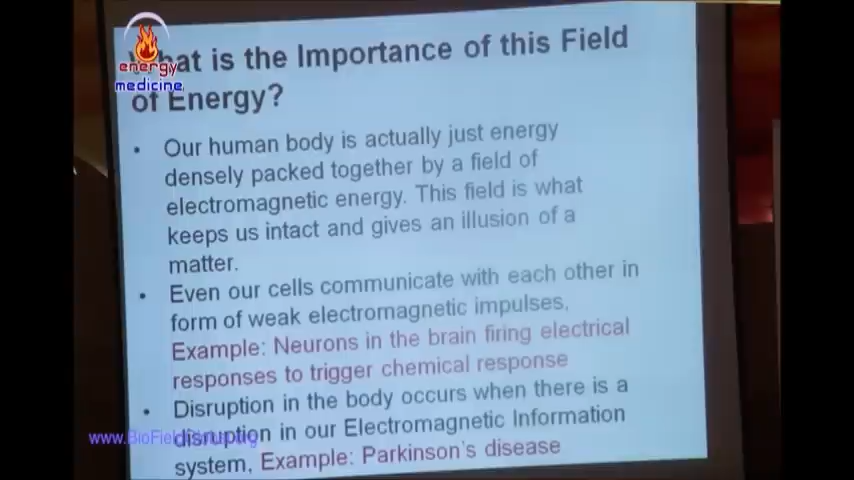 What is the Importance of this Field
of Energy?
energy
medicine
• Our human body is actually just energy
densely packed together by a field of
electromagnetic energy. This field is what
keeps us intact and gives an illusion of a
matter.
• Even our cells communicate with each other in
form of weak electromagnetic impulses,
Example: Neurons in the brain firing electrical
responses to trigger chemical response
• Disruption in the body occurs when there is a
disruption in our Electromagnetic Information
system, Example: Parkinson's disease